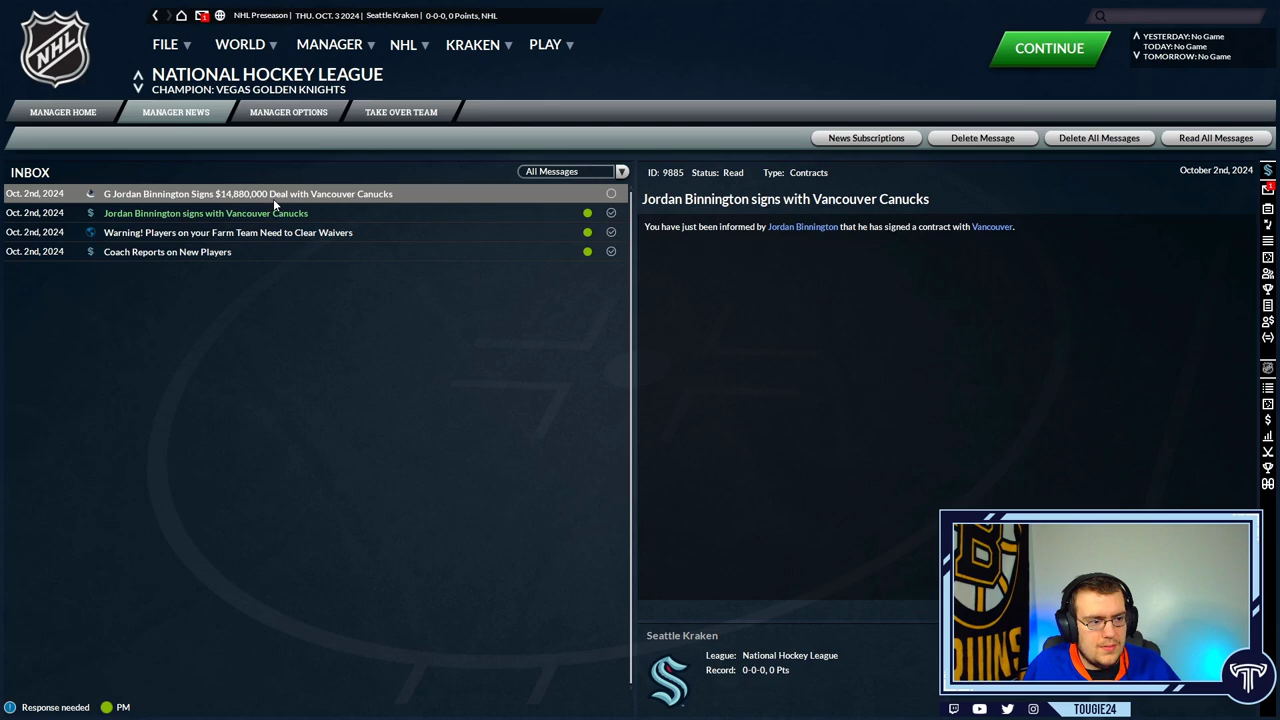 NHL
NHL Preseason | THU. OCT. 3 2024 | Seattle Kraken | 0-0-0, 0 Points, NHL
1
FILE WORLD MANAGER NHL KRAKEN PLAY
CONTINUE
YESTERDAY: No Game
TODAY: No Game
TOMORROW: No Game
NATIONAL HOCKEY LEAGUE
CHAMPION: VEGAS GOLDEN KNIGHTS
MANAGER HOME MANAGER NEWS MANAGER OPTIONS TAKE OVER TEAM
News Subscriptions Delete Message Delete All Messages Read All Messages
INBOX All Messages
Oct. 2nd, 2024 G Jordan Binnington Signs $14,880,000 Deal with Vancouver Canucks
Oct. 2nd, 2024 Jordan Binnington signs with Vancouver Canucks
Oct. 2nd, 2024 Warning! Players on your Farm Team Need to Clear Waivers
Oct. 2nd, 2024 Coach Reports on New Players
ID: 9885 Status: Read Type: Contracts October 2nd, 2024
Jordan Binnington signs with Vancouver Canucks
You have just been informed by Jordan Binnington that he has signed a contract with Vancouver.
Seattle Kraken
League: National Hockey League
Record: 0-0-0, 0 Pts
Response needed PM
B
TOUGIE24